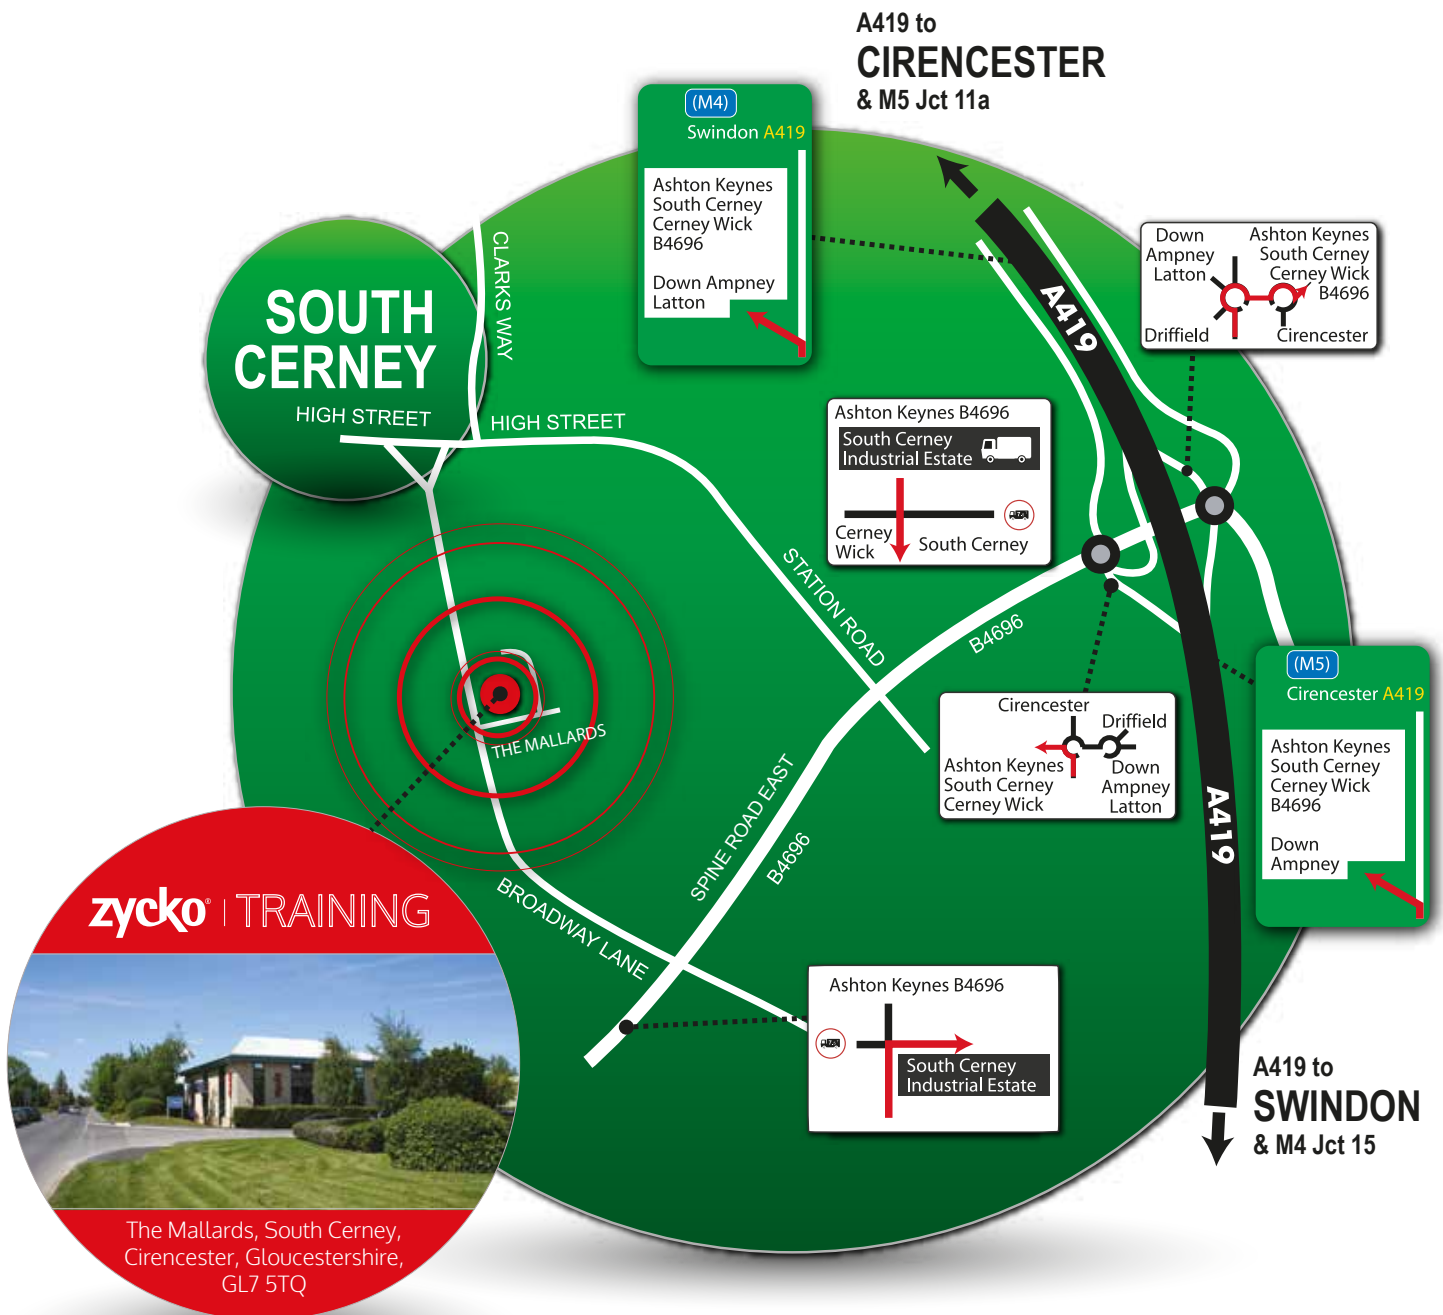 A419 to
CIRENCESTER
& M5 Jct 11a
(M4)
Swindon A419
Ashton Keynes
South Cerney
Cerney Wick
B4696
Down Ampney
Latton
Down
Ampney
Latton
Ashton Keynes
South Cerney
Cerney Wick
B4696
Driffield
Cirencester
SOUTH
CERNEY
HIGH STREET
CLARKS WAY
HIGH STREET
A419
Ashton Keynes B4696
South Cerney
Industrial Estate
Cerney
Wick
South Cerney
STATION ROAD
B4696
(M5)
Cirencester A419
Ashton Keynes
South Cerney
Cerney Wick
B4696
Down
Ampney
Cirencester
Driffield
Ashton Keynes
South Cerney
Cerney Wick
Down
Ampney
Latton
THE MALLARDS
SPINE ROAD EAST
B4696
A419
BROADWAY LANE
zycko® | TRAINING
Ashton Keynes B4696
South Cerney
Industrial Estate
A419 to
SWINDON
& M4 Jct 15
The Mallards, South Cerney,
Cirencester, Gloucestershire,
GL7 5TQ